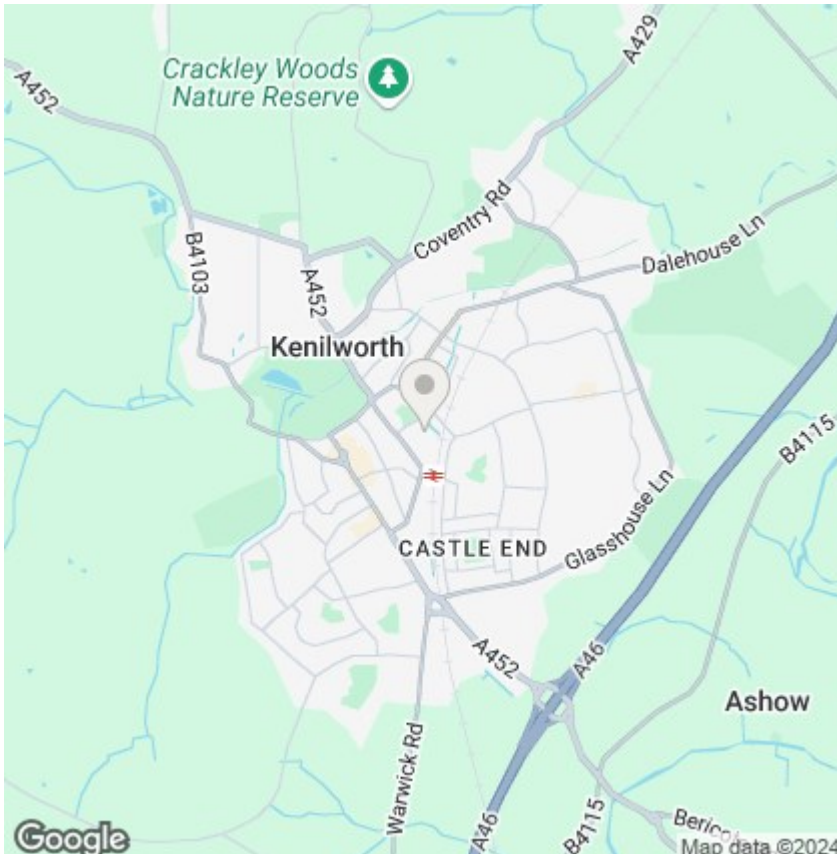 A429
Crackley Woods
Nature Reserve
A452
Coventry Rd
Dalehouse Ln
B4103
A452
Kenilworth
B4115
Glasshouse Ln
CASTLE END
A452
A46
Ashow
Warwick Rd
A46
B4115
Google
Map data ©2024